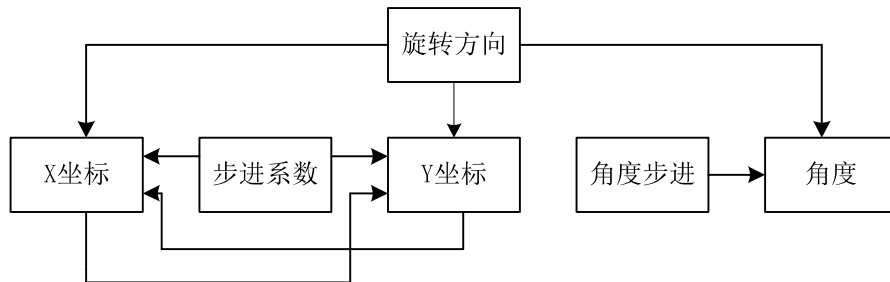 旋转方向
X坐标
步进系数
Y坐标
角度步进
角度